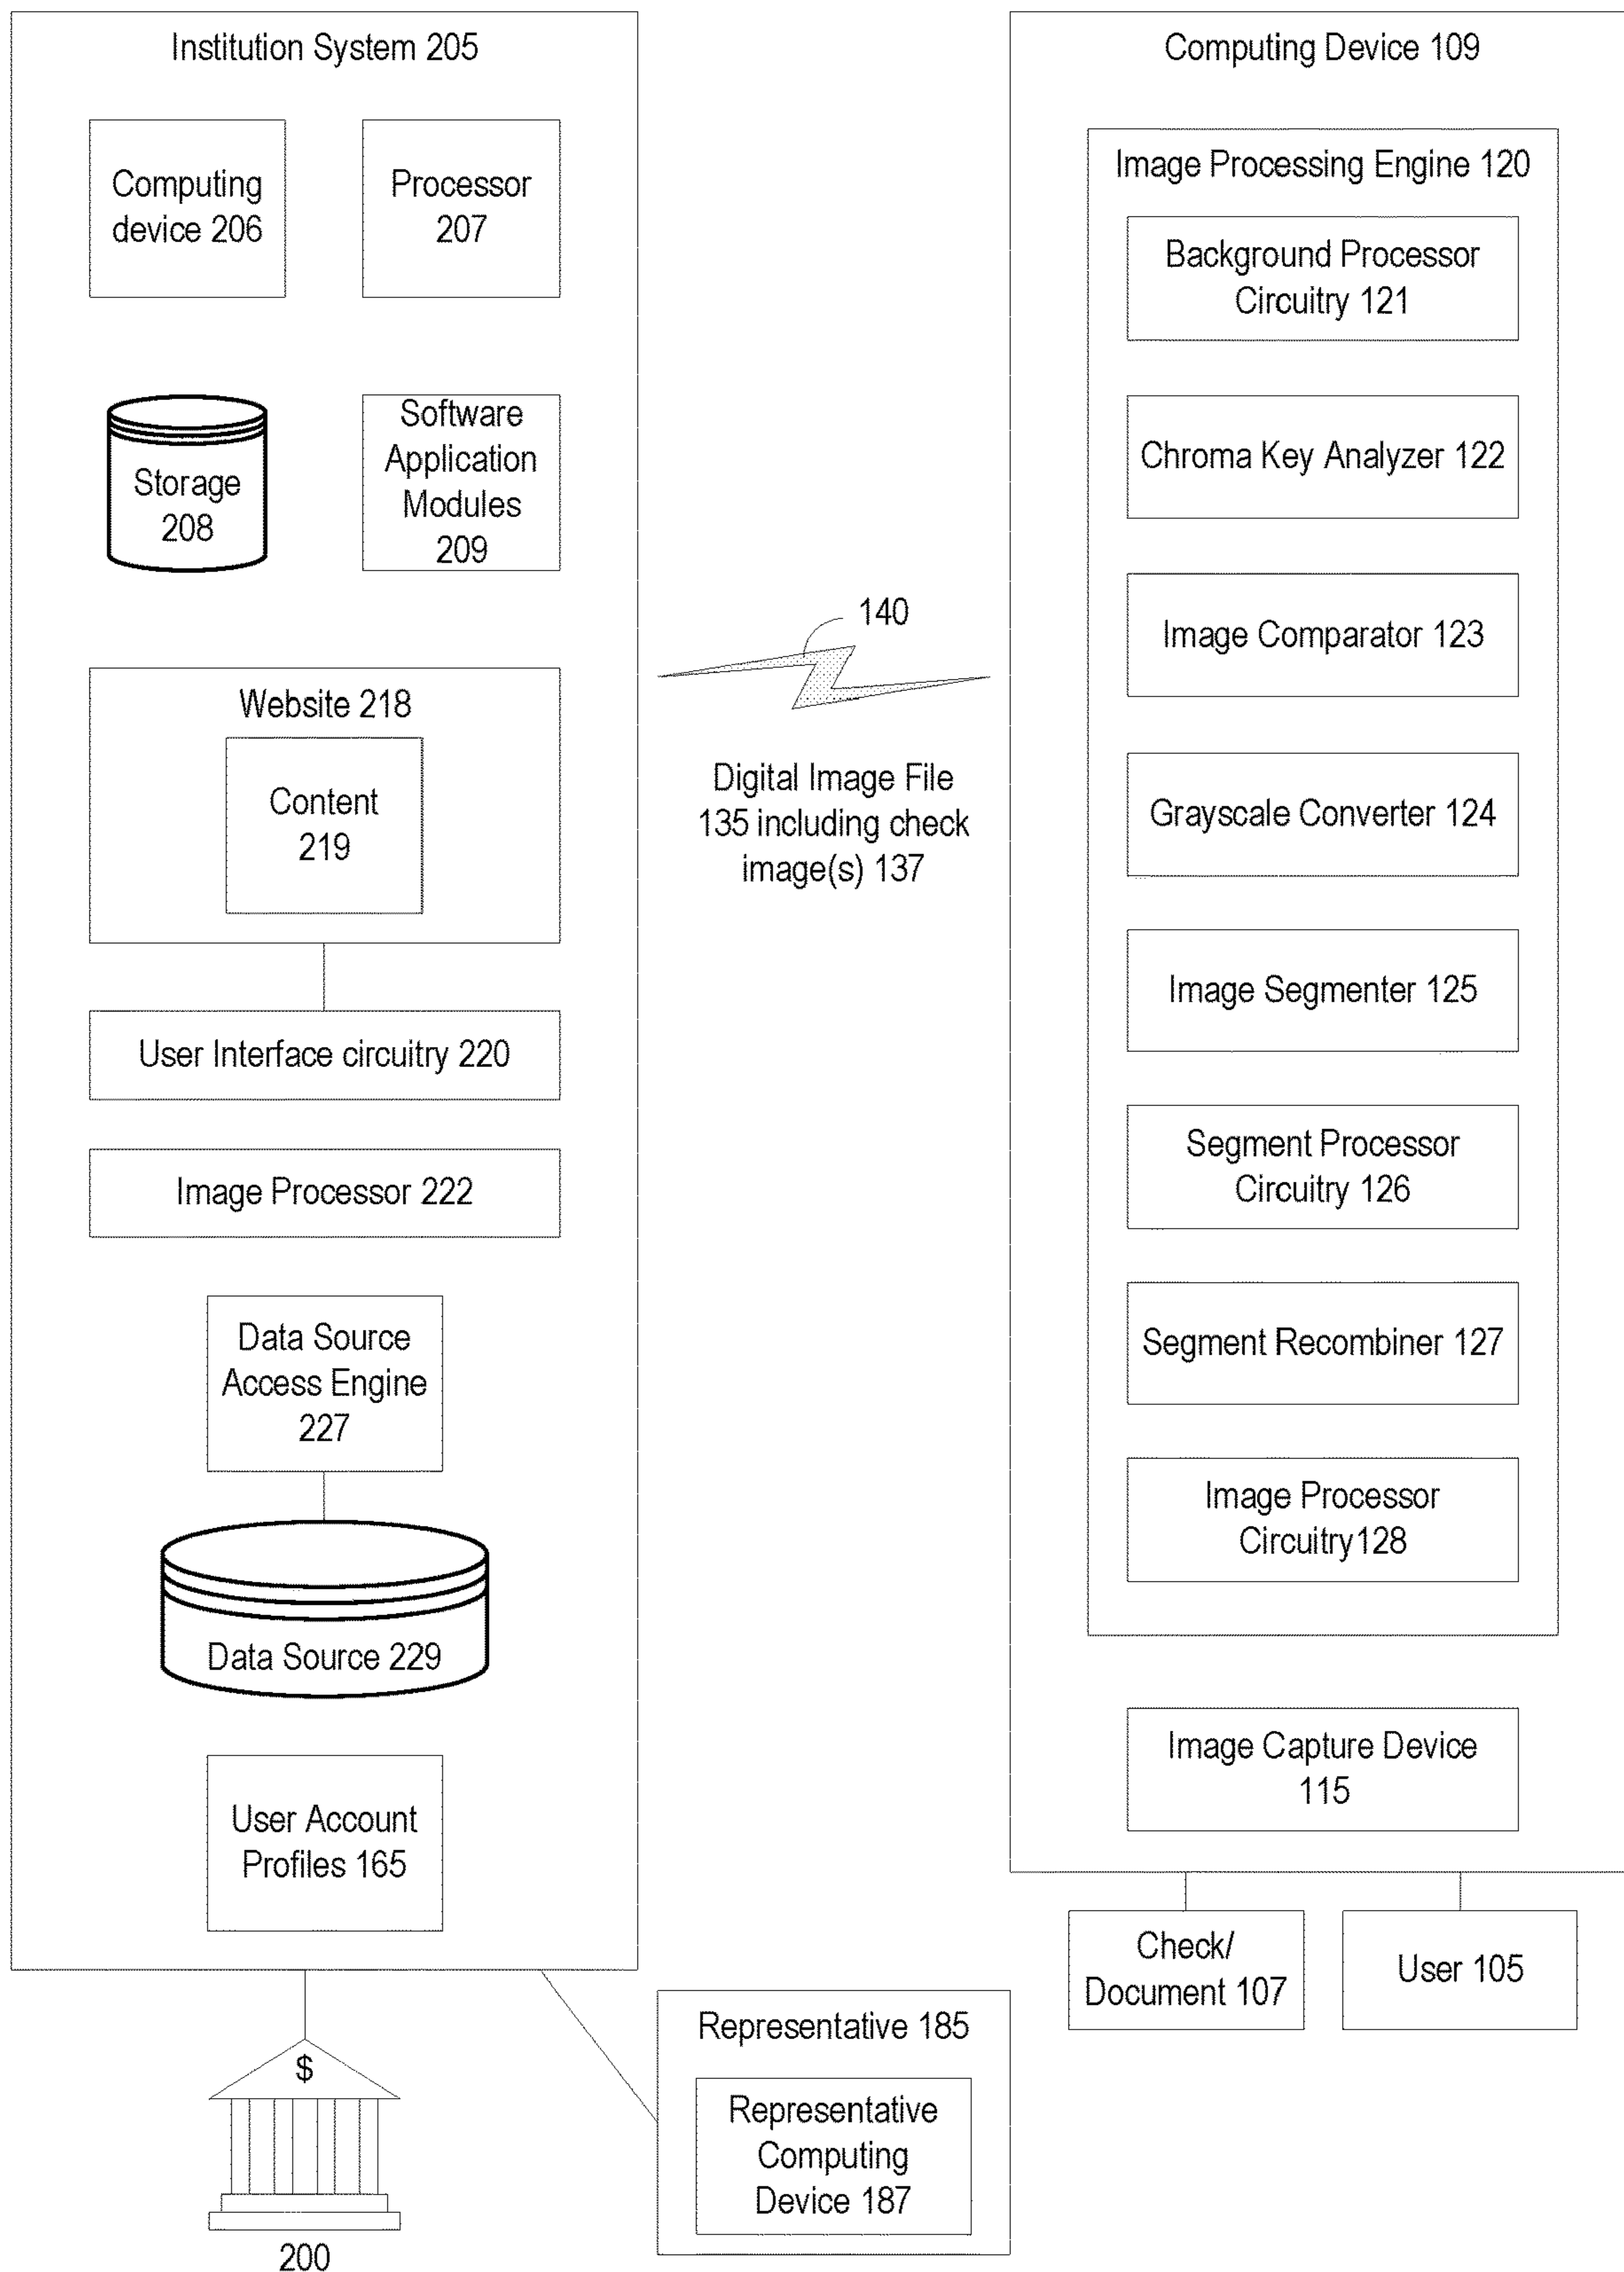 Institution System 205
Computing
device 206
Processor
207
Storage
208
Software
Application
Modules
209
Website 218
Content
219
User Interface circuitry 220
Image Processor 222
Data Source
Access Engine
227
Data Source 229
User Account
Profiles 165
$
200
140
Digital Image File
135 including check
image(s) 137
Representative 185
Representative
Computing
Device 187
Computing Device 109
Image Processing Engine 120
Background Processor
Circuitry 121
Chroma Key Analyzer 122
Image Comparator 123
Grayscale Converter 124
Image Segmenter 125
Segment Processor
Circuitry 126
Segment Recombiner 127
Image Processor
Circuitry128
Image Capture Device
115
Check/
Document 107
User 105